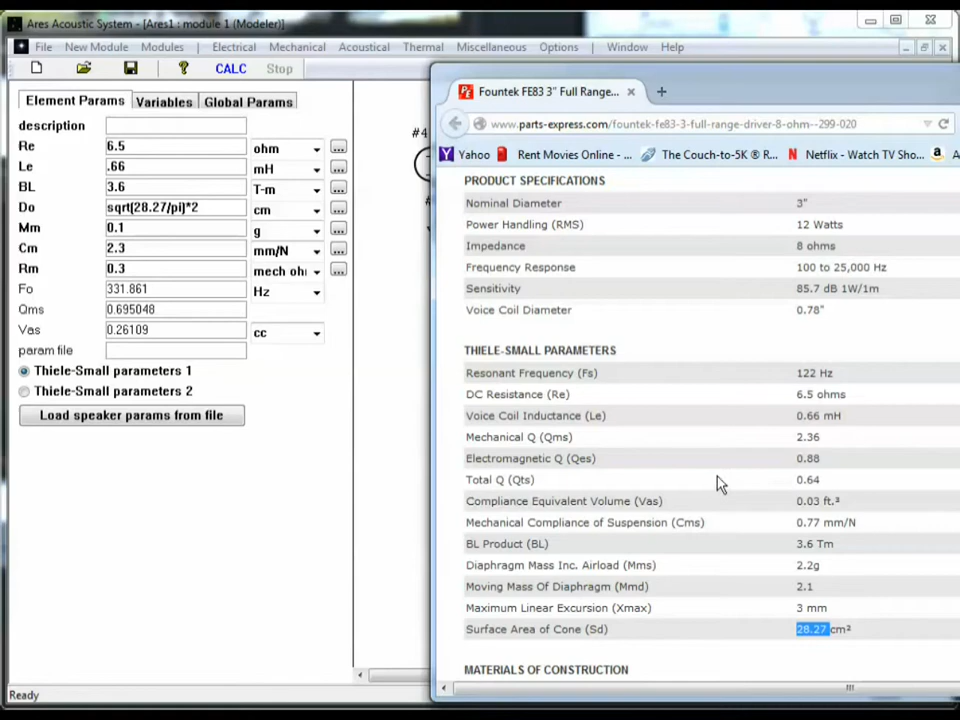 Ares Acoustic System - [Ares1 : module 1 (Modeler)]
File New Module Modules Electrical Mechanical Acoustical Thermal Miscellaneous Options Window Help
CALC Stop
Element Params Variables Global Params
description
Re 6.5 ohm ...
Le .66 mH ...
BL 3.6 T-m ...
Do sqrt(28.27/pi)*2 cm ...
Mm 0.1 g ...
Cm 2.3 mm/N ...
Rm 0.3 mech oh ...
Fo 331.861 Hz
Qms 0.695048
Vas 0.26109 cc
param file
Thiele-Small parameters 1
Thiele-Small parameters 2
Load speaker params from file
#4
Ready
PE Fountek FE83 3" Full Range...
www.parts-express.com/fountek-fe83-3-full-range-driver-8-ohm--299-020
Yahoo Rent Movies Online - ... The Couch-to-5K ® R... N Netflix - Watch TV Sho... a A
PRODUCT SPECIFICATIONS
Nominal Diameter 3"
Power Handling (RMS) 12 Watts
Impedance 8 ohms
Frequency Response 100 to 25,000 Hz
Sensitivity 85.7 dB 1W/1m
Voice Coil Diameter 0.78"
THIELE-SMALL PARAMETERS
Resonant Frequency (Fs) 122 Hz
DC Resistance (Re) 6.5 ohms
Voice Coil Inductance (Le) 0.66 mH
Mechanical Q (Qms) 2.36
Electromagnetic Q (Qes) 0.88
Total Q (Qts) 0.64
Compliance Equivalent Volume (Vas) 0.03 ft.³
Mechanical Compliance of Suspension (Cms) 0.77 mm/N
BL Product (BL) 3.6 Tm
Diaphragm Mass Inc. Airload (Mms) 2.2g
Moving Mass Of Diaphragm (Mmd) 2.1
Maximum Linear Excursion (Xmax) 3 mm
Surface Area of Cone (Sd) 28.27 cm²
MATERIALS OF CONSTRUCTION